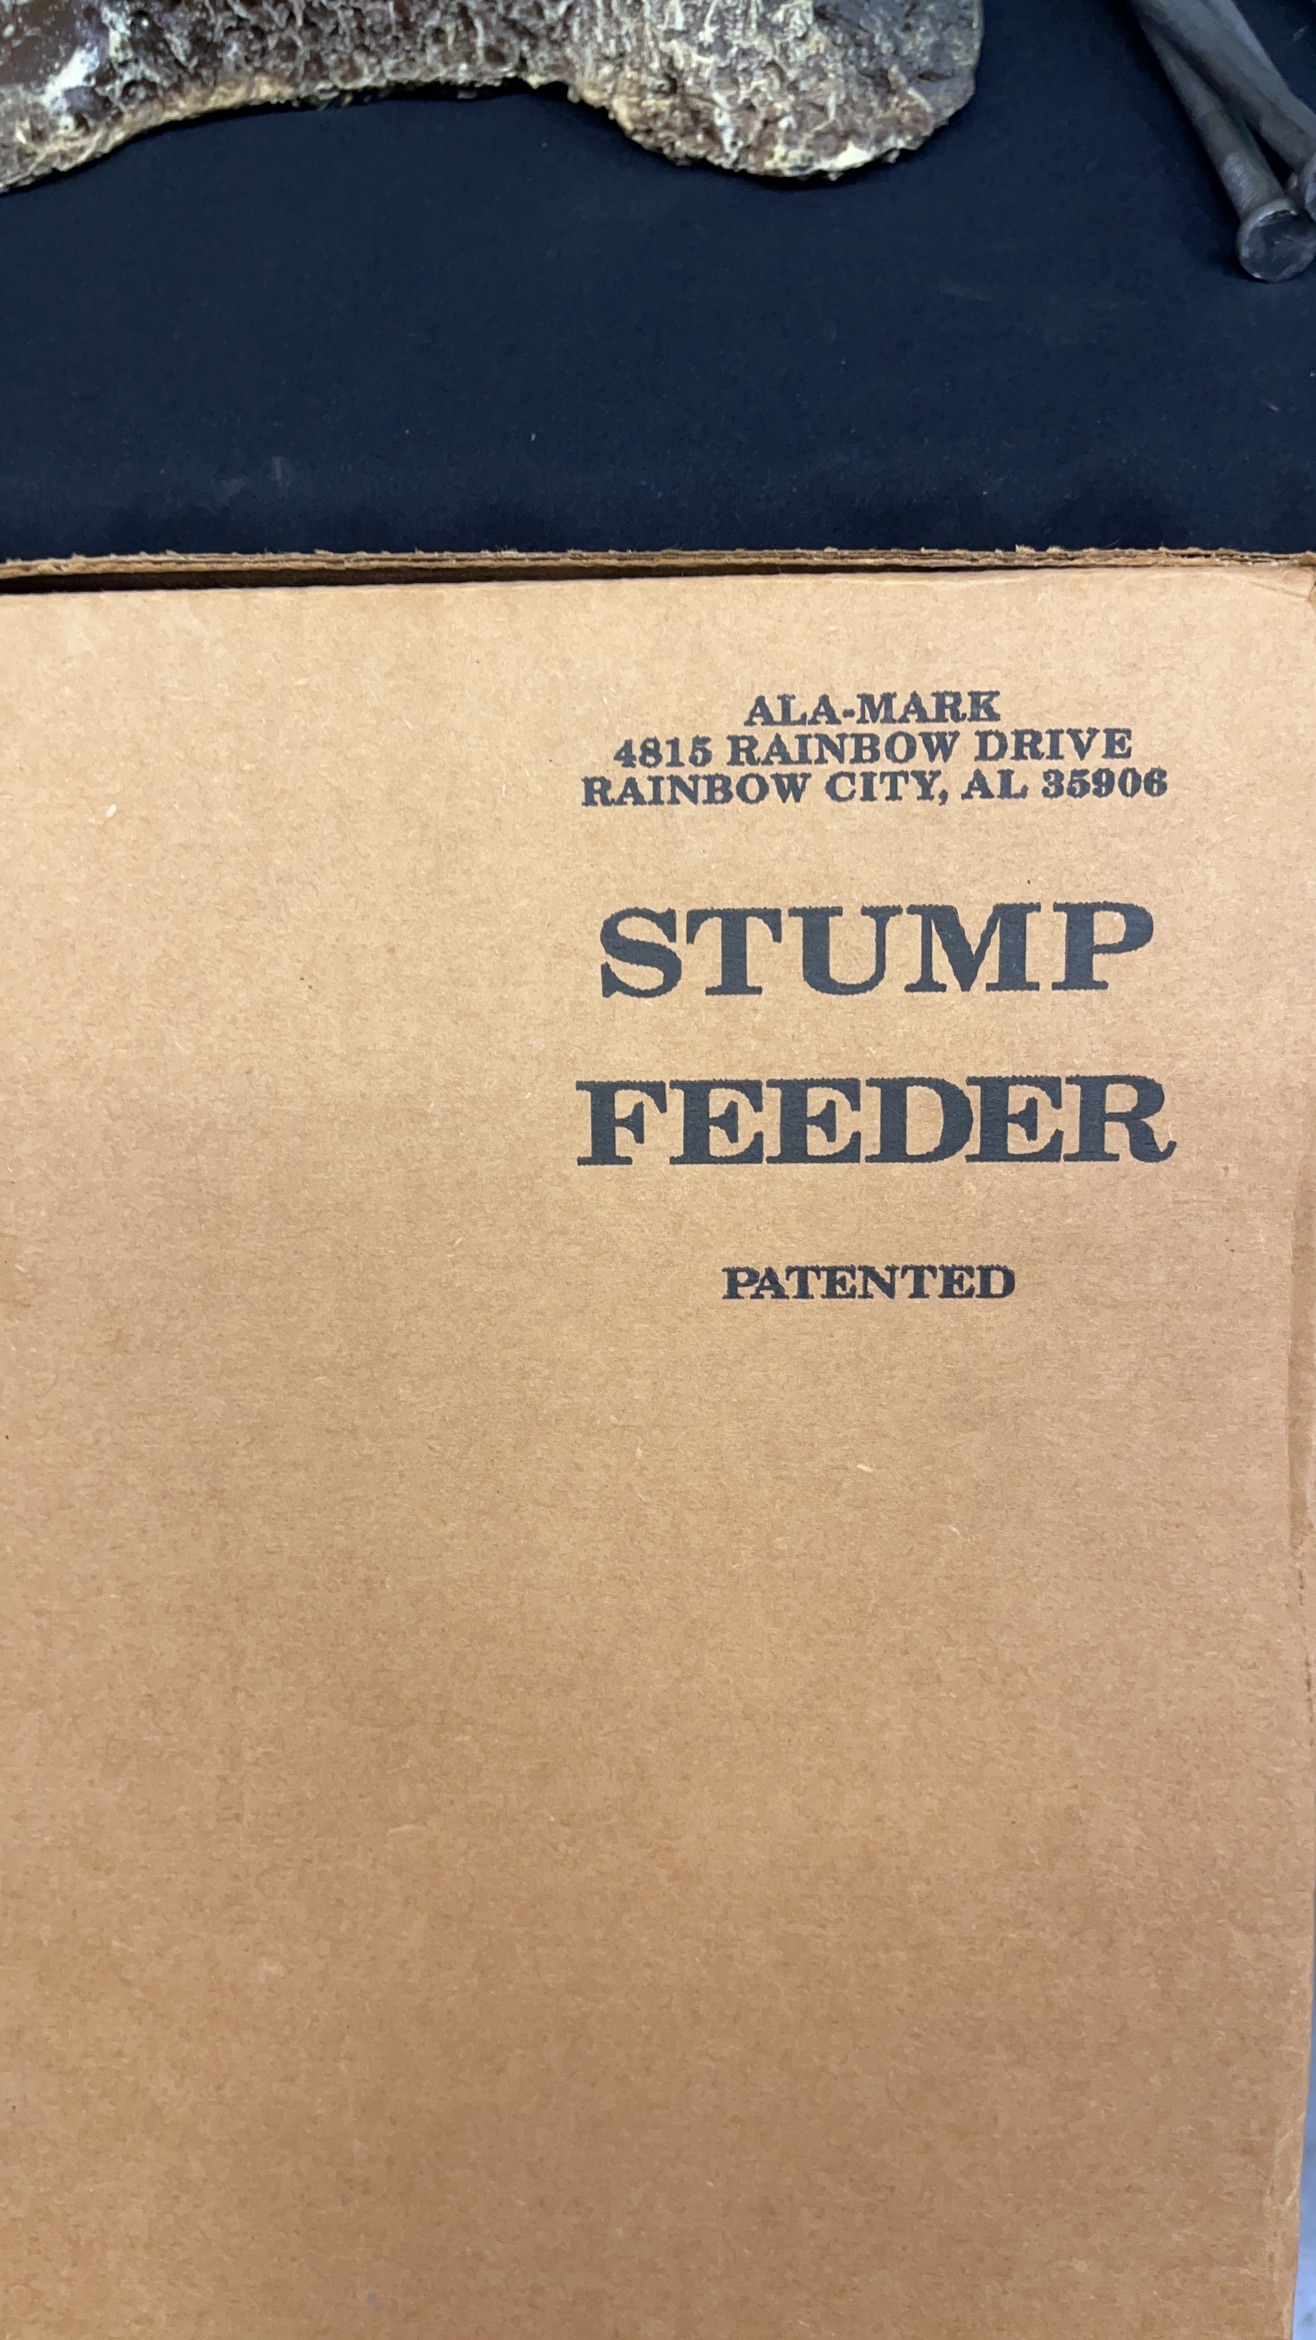 ALA-MARK
4815 RAINBOW DRIVE
RAINBOW CITY, AL 35906
STUMP
FEEDER
PATENTED